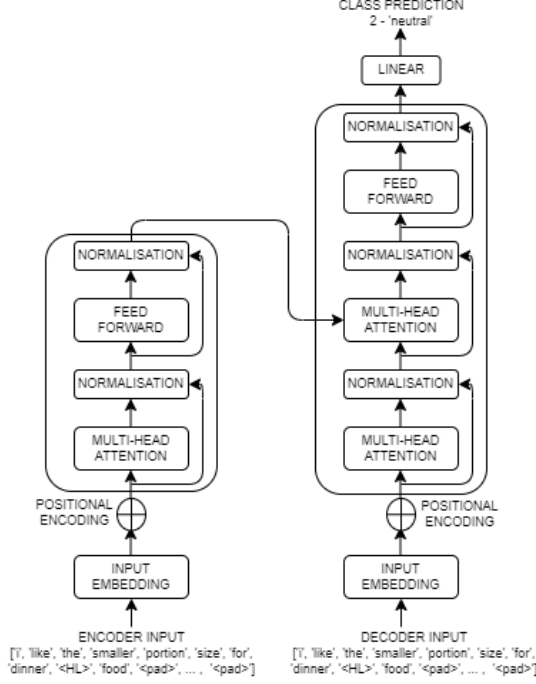 CLASS PREDICTION
2 - 'neutral'
LINEAR
NORMALISATION
FEED
FORWARD
NORMALISATION
MULTI-HEAD
ATTENTION
NORMALISATION
MULTI-HEAD
ATTENTION
POSITIONAL
ENCODING
INPUT
EMBEDDING
DECODER INPUT
['i', 'like', 'the', 'smaller', 'portion', 'size', 'for',
'dinner', '<HL>', 'food', '<pad>', ... , '<pad>']
NORMALISATION
FEED
FORWARD
NORMALISATION
MULTI-HEAD
ATTENTION
POSITIONAL
ENCODING
INPUT
EMBEDDING
ENCODER INPUT
['i', 'like', 'the', 'smaller', 'portion', 'size', 'for',
'dinner', '<HL>', 'food', '<pad>', ... , '<pad>']